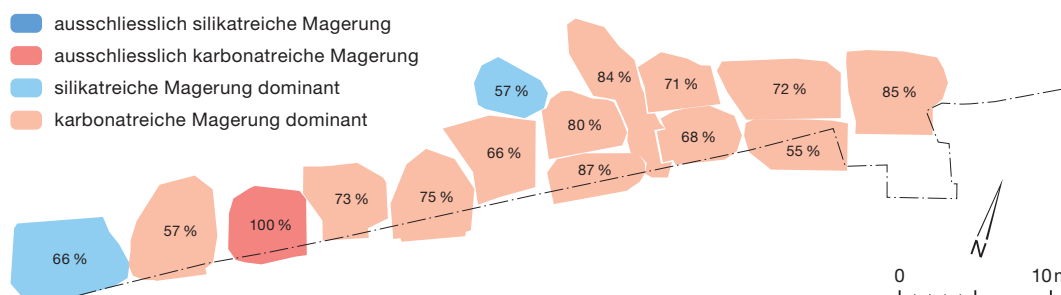 ausschliesslich silikatreiche Magerung
ausschliesslich karbonatreiche Magerung
silikatreiche Magerung dominant
karbonatreiche Magerung dominant
57 %
84 %
71 %
72 %
85 %
80 %
66 %
68 %
55 %
87 %
73 %
75 %
57 %
100 %
66 %
N
0
10 m